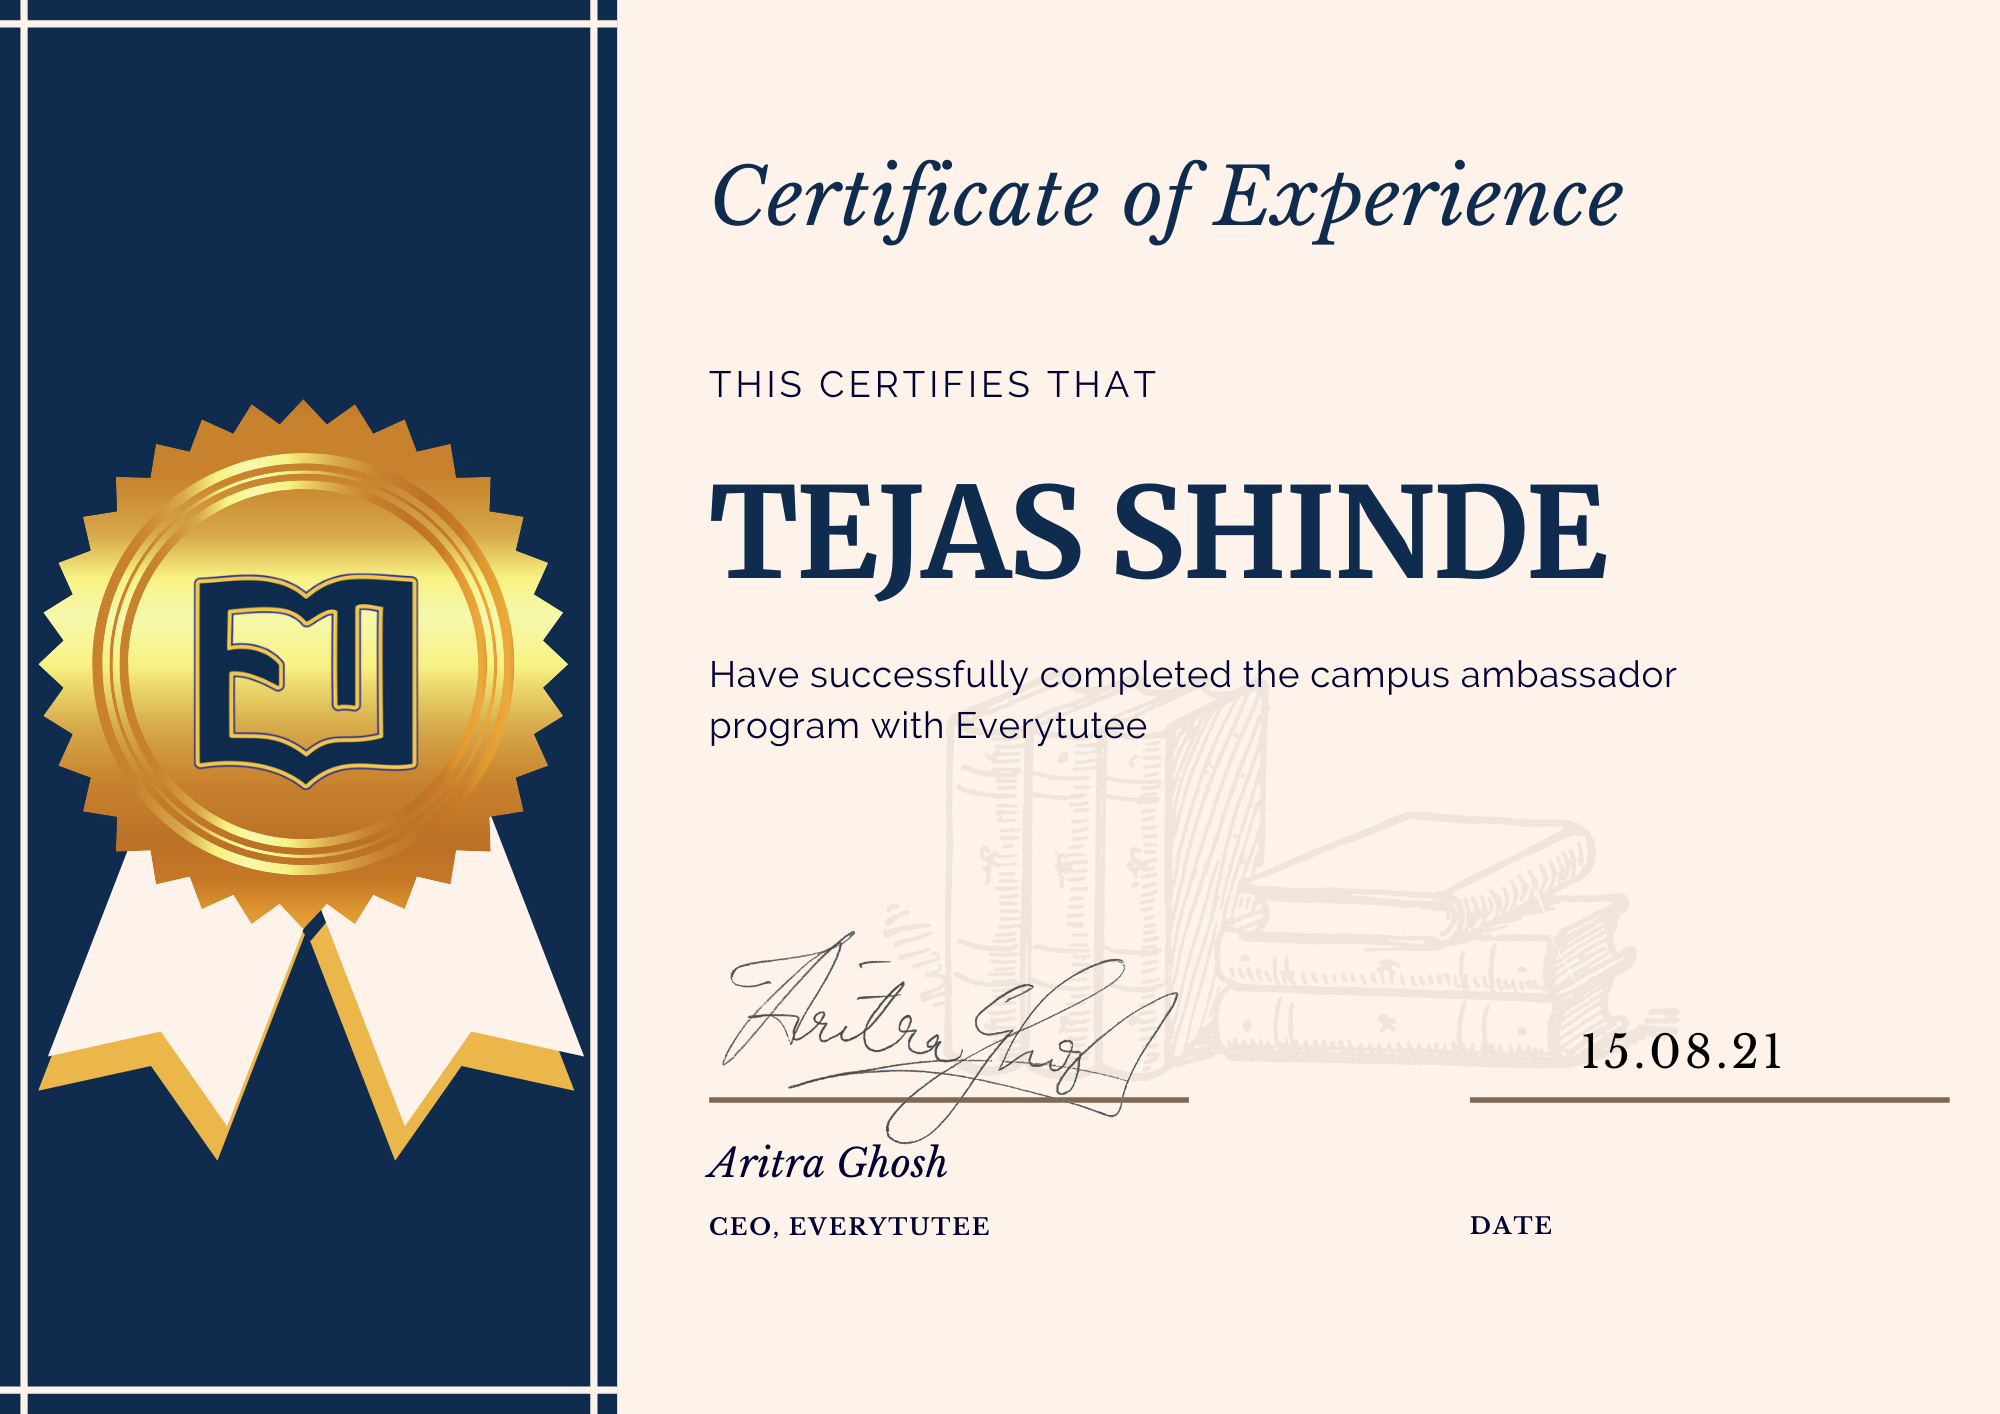 Certificate of Experience
THIS CERTIFIES THAT
TEJAS SHINDE
Have successfully completed the campus ambassador
program with Everytutee
Aritra Ghosh
15.08.21
Aritra Ghosh
CEO, EVERYTUTEE
DATE